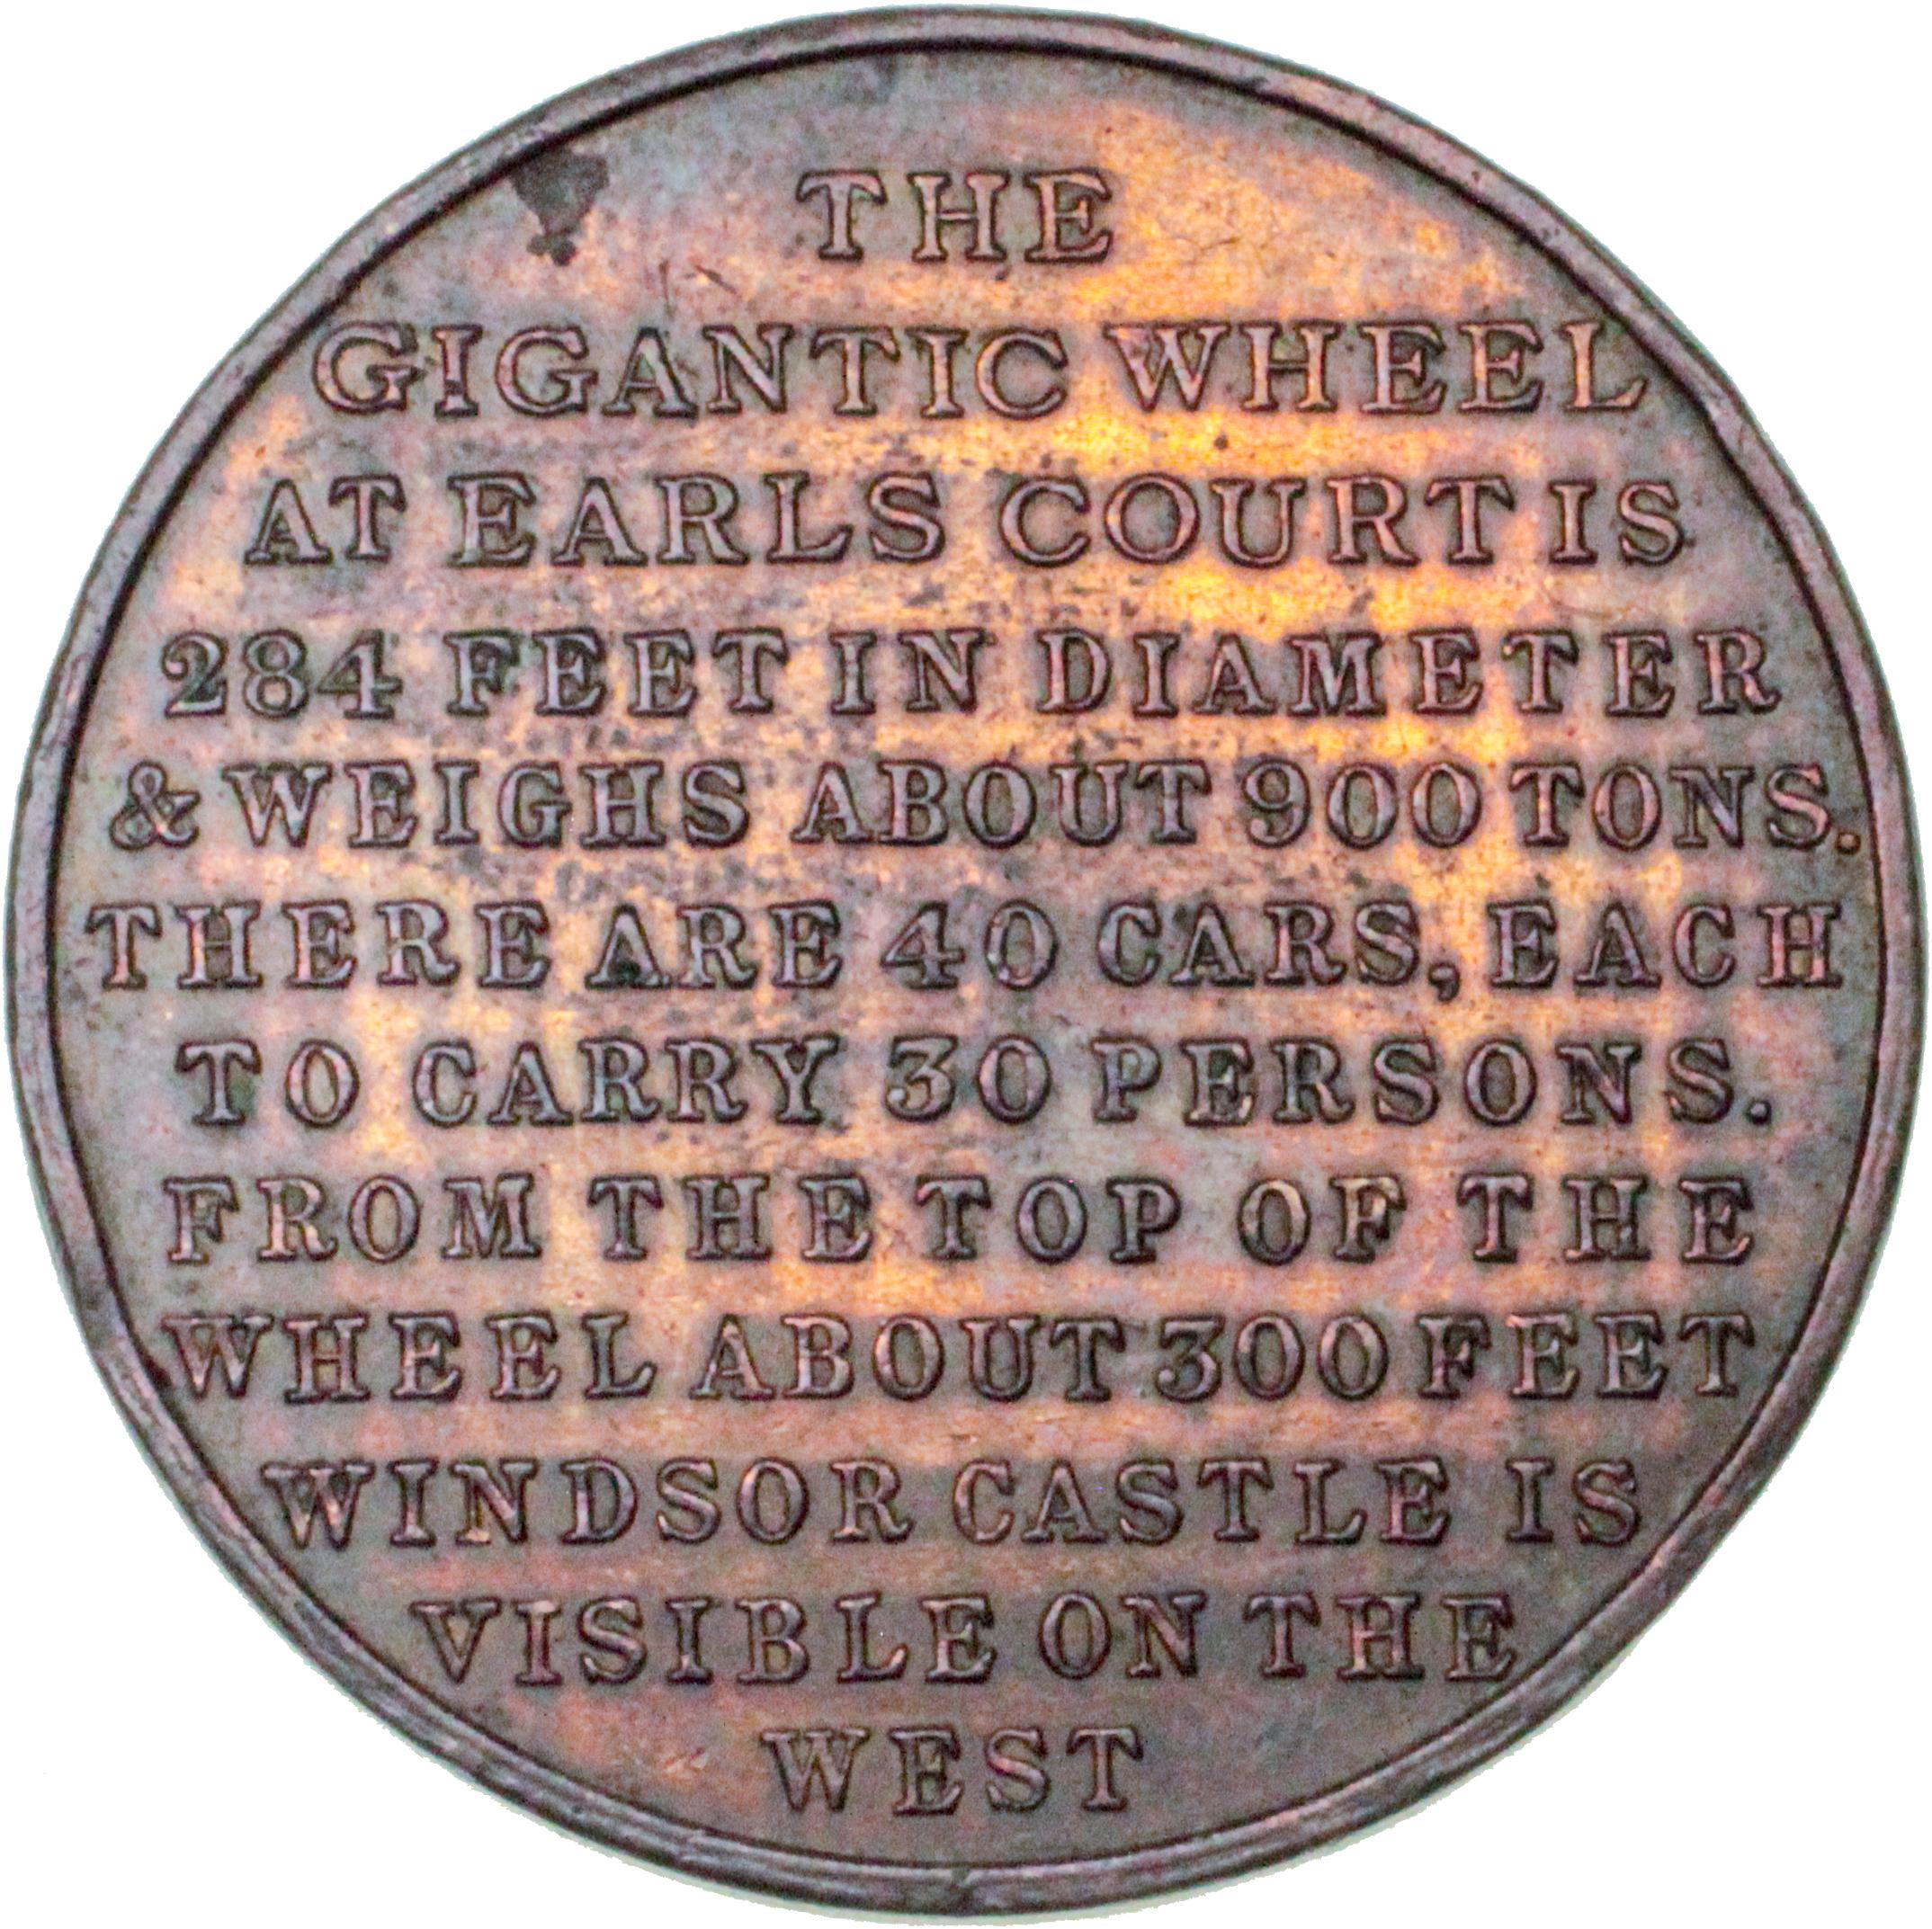 THE
GIGANTIC WHEEL
AT EARLS COURT IS
284 FEET IN DIAMETER
& WEIGHS ABOUT 900 TONS.
THERE ARE 40 CARS, EACH
TO CARRY 30 PERSONS.
FROM THE TOP OF THE
WHEEL ABOUT 300 FEET
WINDSOR CASTLE IS
VISIBLE ON THE
WEST